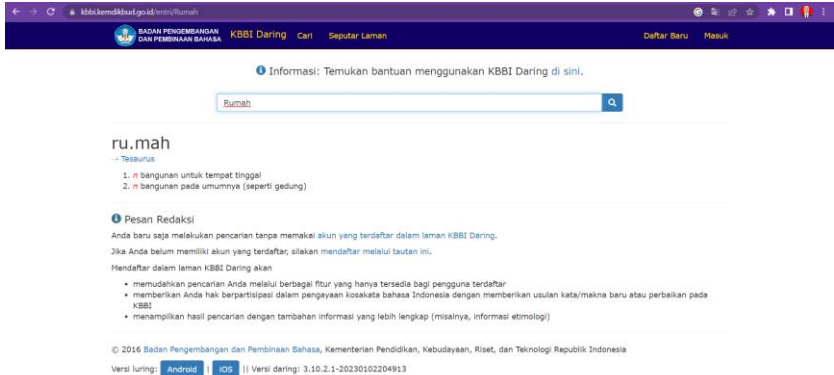 kbbi.kemdikbud.go.id/entri/Rumah
BADAN PENGEMBANGAN
DAN PEMBINAAN BAHASA
KBBI Daring Cari Seputar Laman Daftar Baru Masuk
Informasi: Temukan bantuan menggunakan KBBI Daring di sini.
Rumah
ru.mah
→ Tesaurus
1. n bangunan untuk tempat tinggal
2. n bangunan pada umumnya (seperti gedung)
Pesan Redaksi
Anda baru saja melakukan pencarian tanpa memakai akun yang terdaftar dalam laman KBBI Daring.
Jika Anda belum memiliki akun yang terdaftar, silakan mendaftar melalui tautan ini.
Mendaftar dalam laman KBBI Daring akan
• memudahkan pencarian Anda melalui berbagai fitur yang hanya tersedia bagi pengguna terdaftar
• memberikan Anda hak berpartisipasi dalam pengayaan kosakata bahasa Indonesia dengan memberikan usulan kata/makna baru atau perbaikan pada
KBBI
• menampilkan hasil pencarian dengan tambahan informasi yang lebih lengkap (misalnya, informasi etimologi)
© 2016 Badan Pengembangan dan Pembinaan Bahasa, Kementerian Pendidikan, Kebudayaan, Riset, dan Teknologi Republik Indonesia
Versi luring: Android | iOS || Versi daring: 3.10.2.1-20230102204913